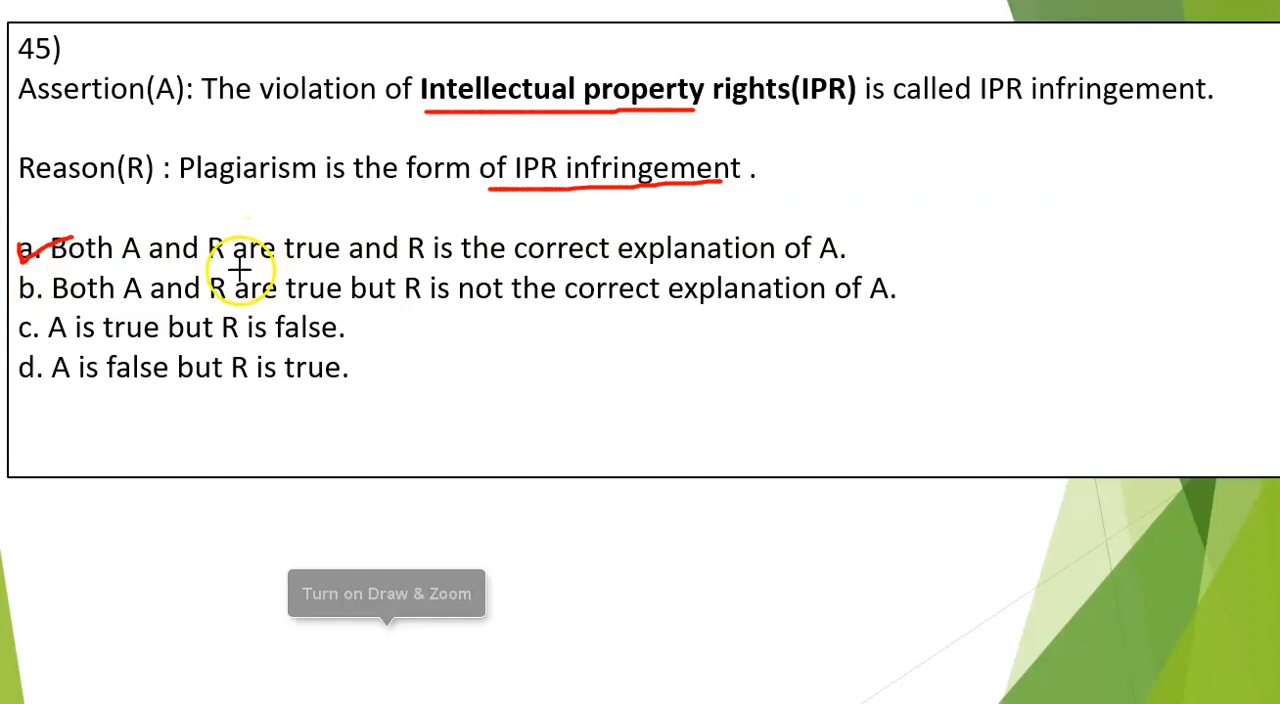 45)
Assertion(A): The violation of Intellectual property rights(IPR) is called IPR infringement.
Reason(R) : Plagiarism is the form of IPR infringement .
a. Both A and R are true and R is the correct explanation of A.
b. Both A and R are true but R is not the correct explanation of A.
c. A is true but R is false.
d. A is false but R is true.
Turn on Draw & Zoom